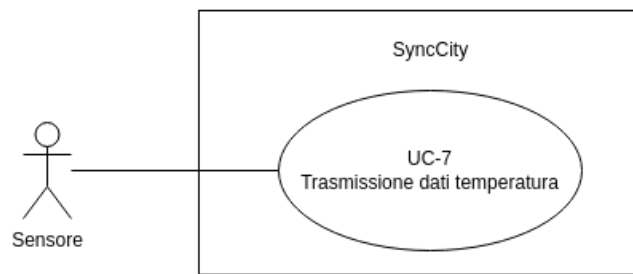 SyncCity
UC-7
Trasmissione dati temperatura
Sensore